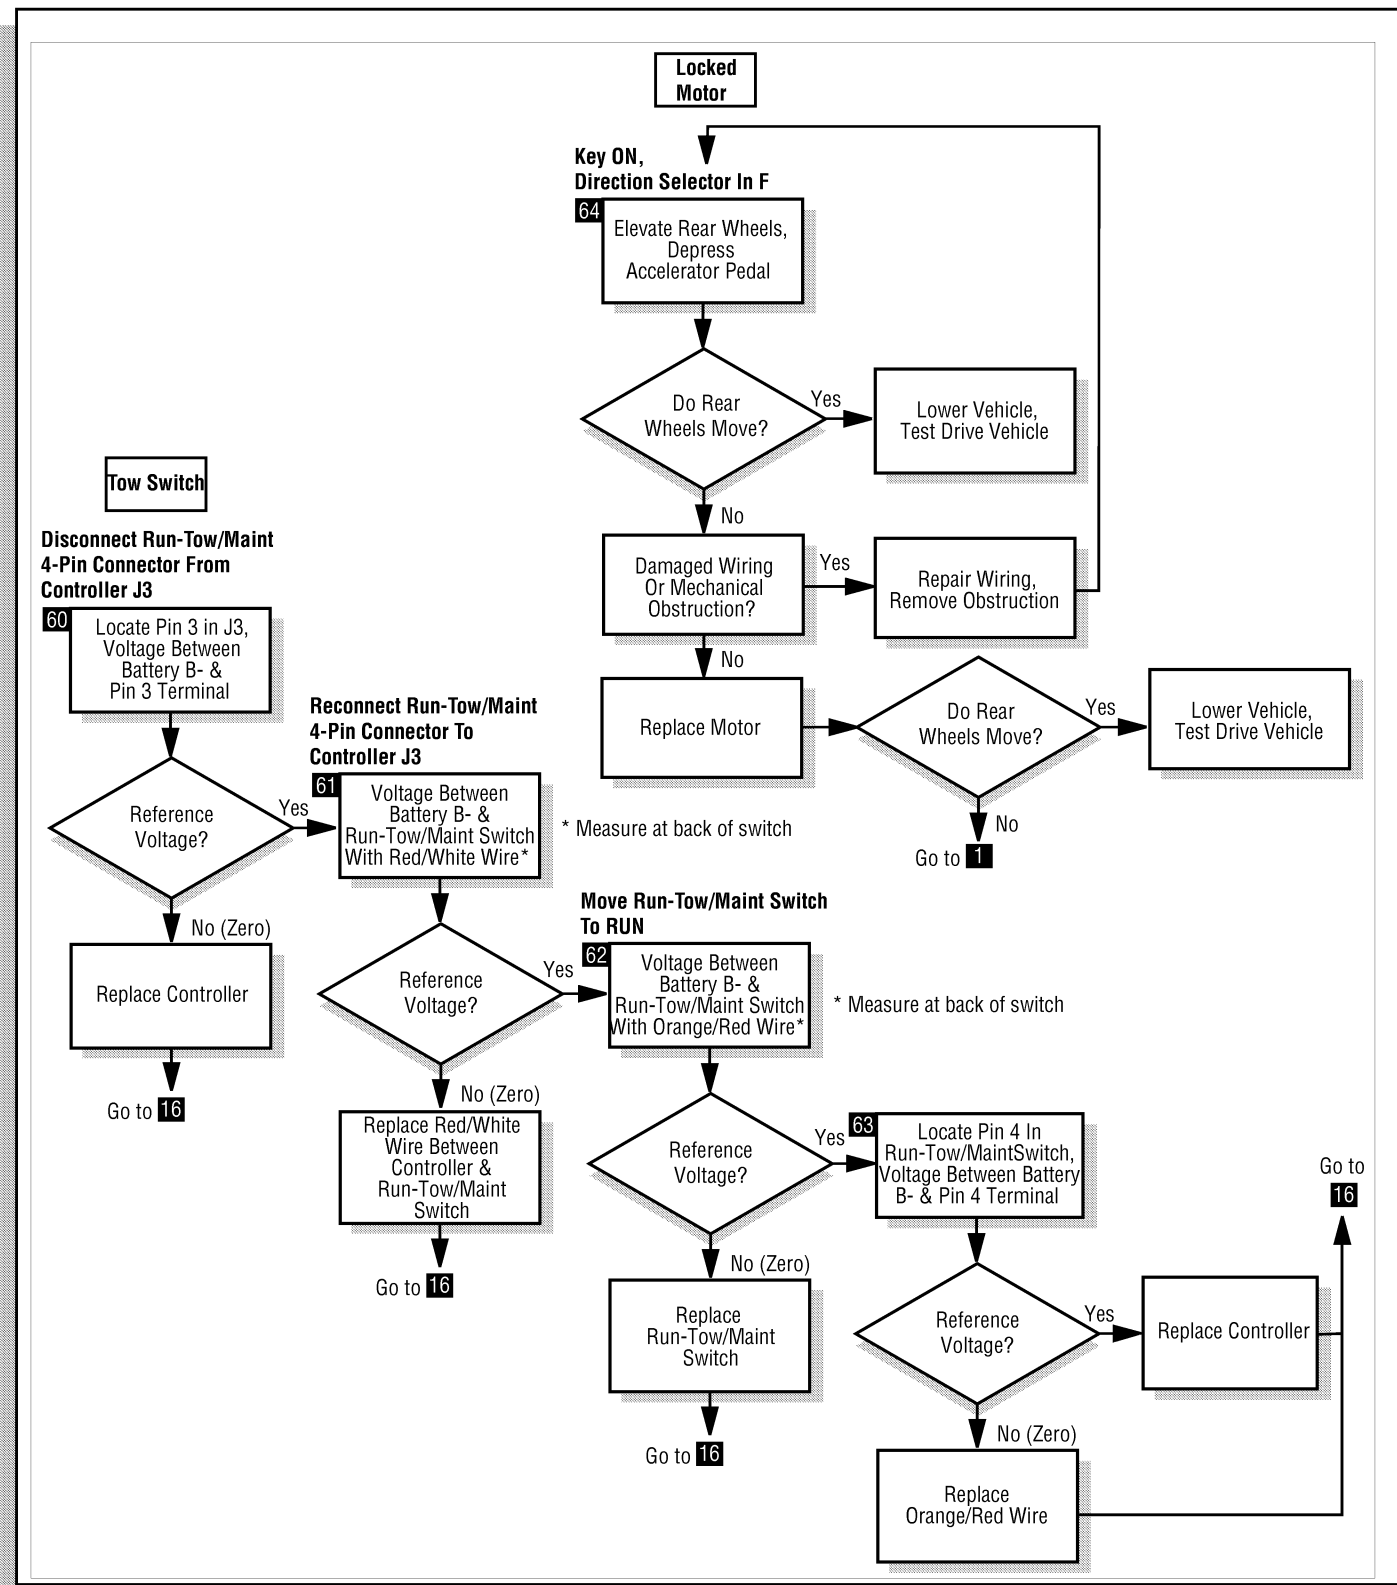 Locked
Motor
Key ON,
Direction Selector In F
64
Elevate Rear Wheels,
Depress
Accelerator Pedal
Do Rear
Wheels Move?
Yes
Lower Vehicle,
Test Drive Vehicle
No
Damaged Wiring
Or Mechanical
Obstruction?
Yes
Repair Wiring,
Remove Obstruction
No
Replace Motor
Do Rear
Wheels Move?
Yes
Lower Vehicle,
Test Drive Vehicle
No
Go to 1
Tow Switch
Disconnect Run-Tow/Maint
4-Pin Connector From
Controller J3
60
Locate Pin 3 in J3,
Voltage Between
Battery B- &
Pin 3 Terminal
Reference
Voltage?
Yes
No (Zero)
Replace Controller
Go to 16
Reconnect Run-Tow/Maint
4-Pin Connector To
Controller J3
61
Voltage Between
Battery B- &
Run-Tow/Maint Switch
With Red/White Wire*
* Measure at back of switch
Reference
Voltage?
Yes
No (Zero)
Replace Red/White
Wire Between
Controller &
Run-Tow/Maint
Switch
Go to 16
Move Run-Tow/Maint Switch
To RUN
62
Voltage Between
Battery B- &
Run-Tow/Maint Switch
With Orange/Red Wire*
* Measure at back of switch
Reference
Voltage?
Yes
No (Zero)
Replace
Run-Tow/Maint
Switch
Go to 16
63
Locate Pin 4 In
Run-Tow/MaintSwitch,
Voltage Between Battery
B- & Pin 4 Terminal
Reference
Voltage?
Yes
Replace Controller
No (Zero)
Replace
Orange/Red Wire
Go to
16